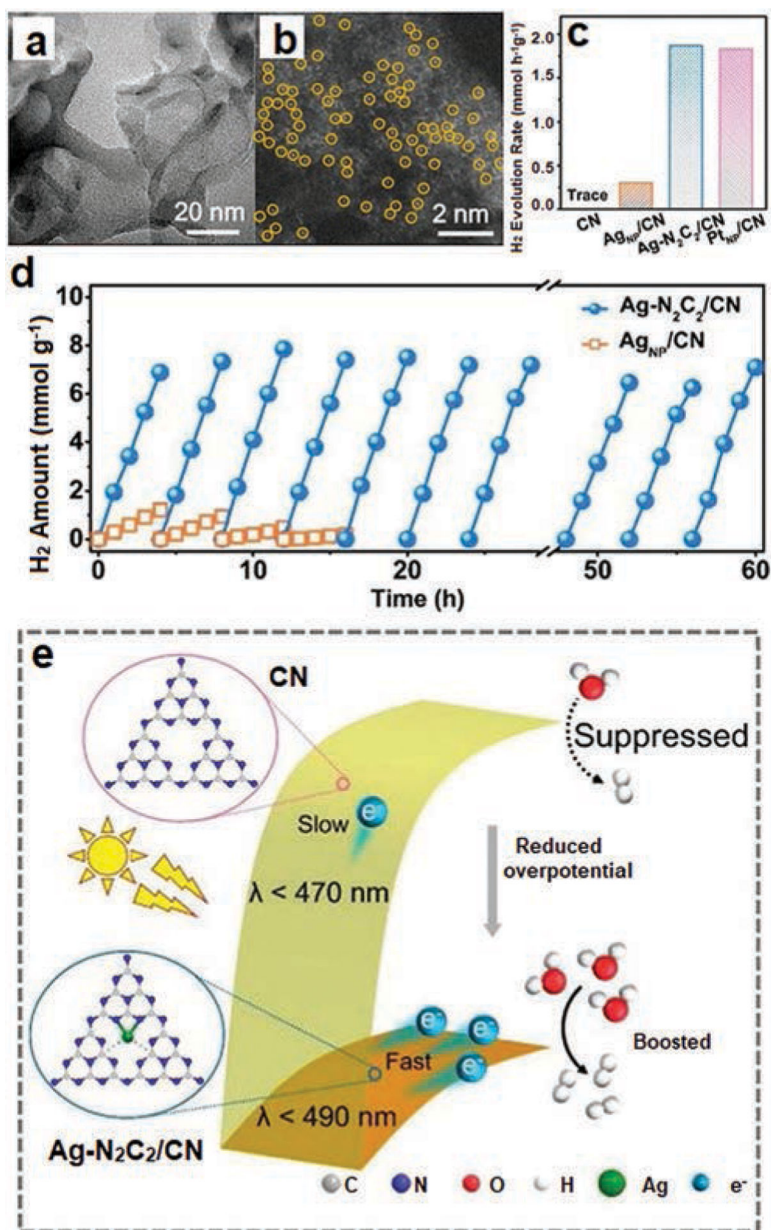 a
20 nm
b
2 nm
c
H₂ Evolution Rate (mmol h⁻¹g⁻¹)
2.0
1.5
1.0
0.5
0.0
Trace
CN
Ag_NP/CN
Ag-N₂C₂/CN
Pt_NP/CN
d
H₂ Amount (mmol g⁻¹)
10
8
6
4
2
0
Ag-N₂C₂/CN
Ag_NP/CN
0 10 20 50 60
Time (h)
e
CN
Suppressed
Slow e⁻
λ < 470 nm
Reduced
overpotential
e⁻ e⁻
Fast e⁻
Boosted
λ < 490 nm
Ag-N₂C₂/CN
C N O H Ag e⁻